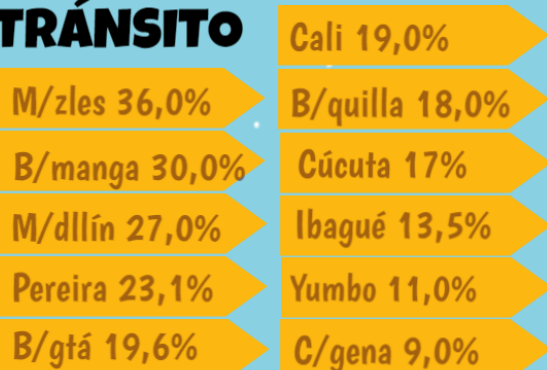 TRÁNSITO
M/zles 36,0%
B/manga 30,0%
M/dllín 27,0%
Pereira 23,1%
B/gtá 19,6%
Cali 19,0%
B/quilla 18,0%
Cúcuta 17%
Ibagué 13,5%
Yumbo 11,0%
C/gena 9,0%